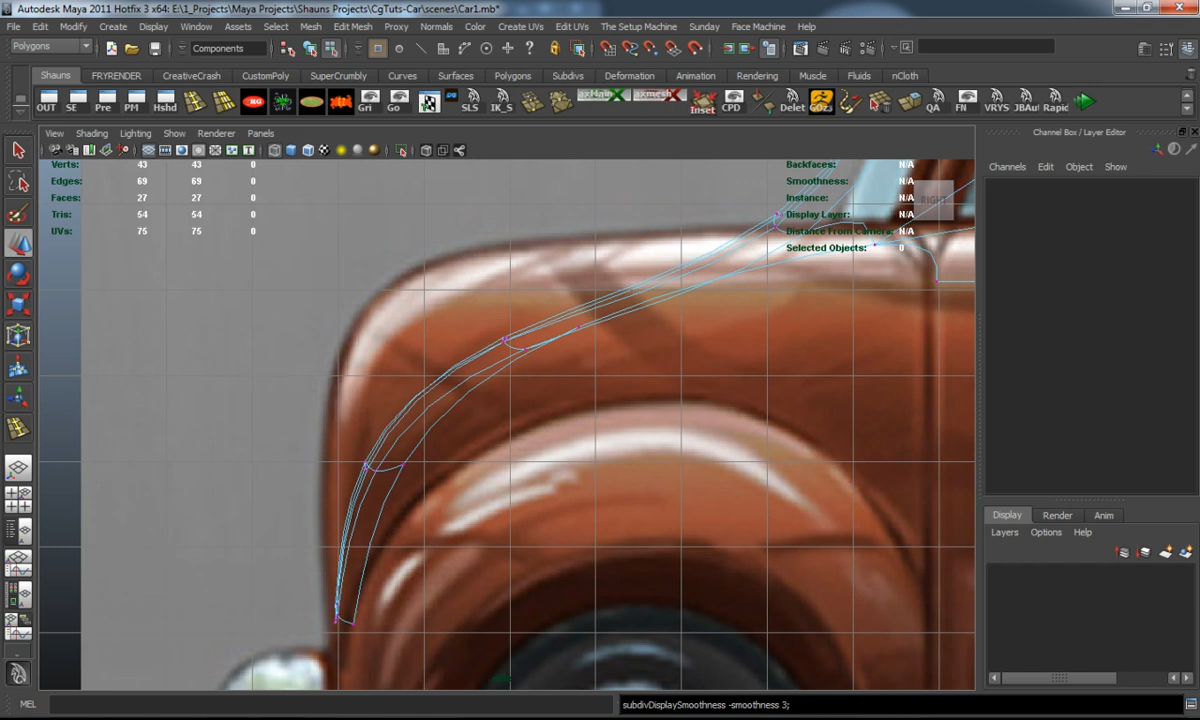 Autodesk Maya 2011 Hotfix 3 x64: E:\1_Projects\Maya Projects\Shauns Projects\CgTuts-Car\scenes\Car1.mb*
File Edit Modify Create Display Window Assets Select Mesh Edit Mesh Proxy Normals Color Create UVs Edit UVs The Setup Machine Sunday Face Machine Help
Polygons Components
Shauns FRYRENDER CreativeCrash CustomPoly SuperCrumbly Curves Surfaces Polygons Subdivs Deformation Animation Rendering Muscle Fluids nCloth
OUT SE Pre PM Hshd Gri Go SLS IK_S Inset CPD Delet GOz3 QA FN VRYS JBAut Rapid
View Shading Lighting Show Renderer Panels
Channel Box / Layer Editor
Channels Edit Object Show
Verts: 43 43 0
Edges: 69 69 0
Faces: 27 27 0
Tris: 54 54 0
UVs: 75 75 0
Backfaces: N/A
Smoothness: N/A
Instance: N/A
Display Layer: N/A
Distance From Camera: N/A
Selected Objects: 0
RIGHT
Display Render Anim
Layers Options Help
MEL
subdivDisplaySmoothness -smoothness 3;